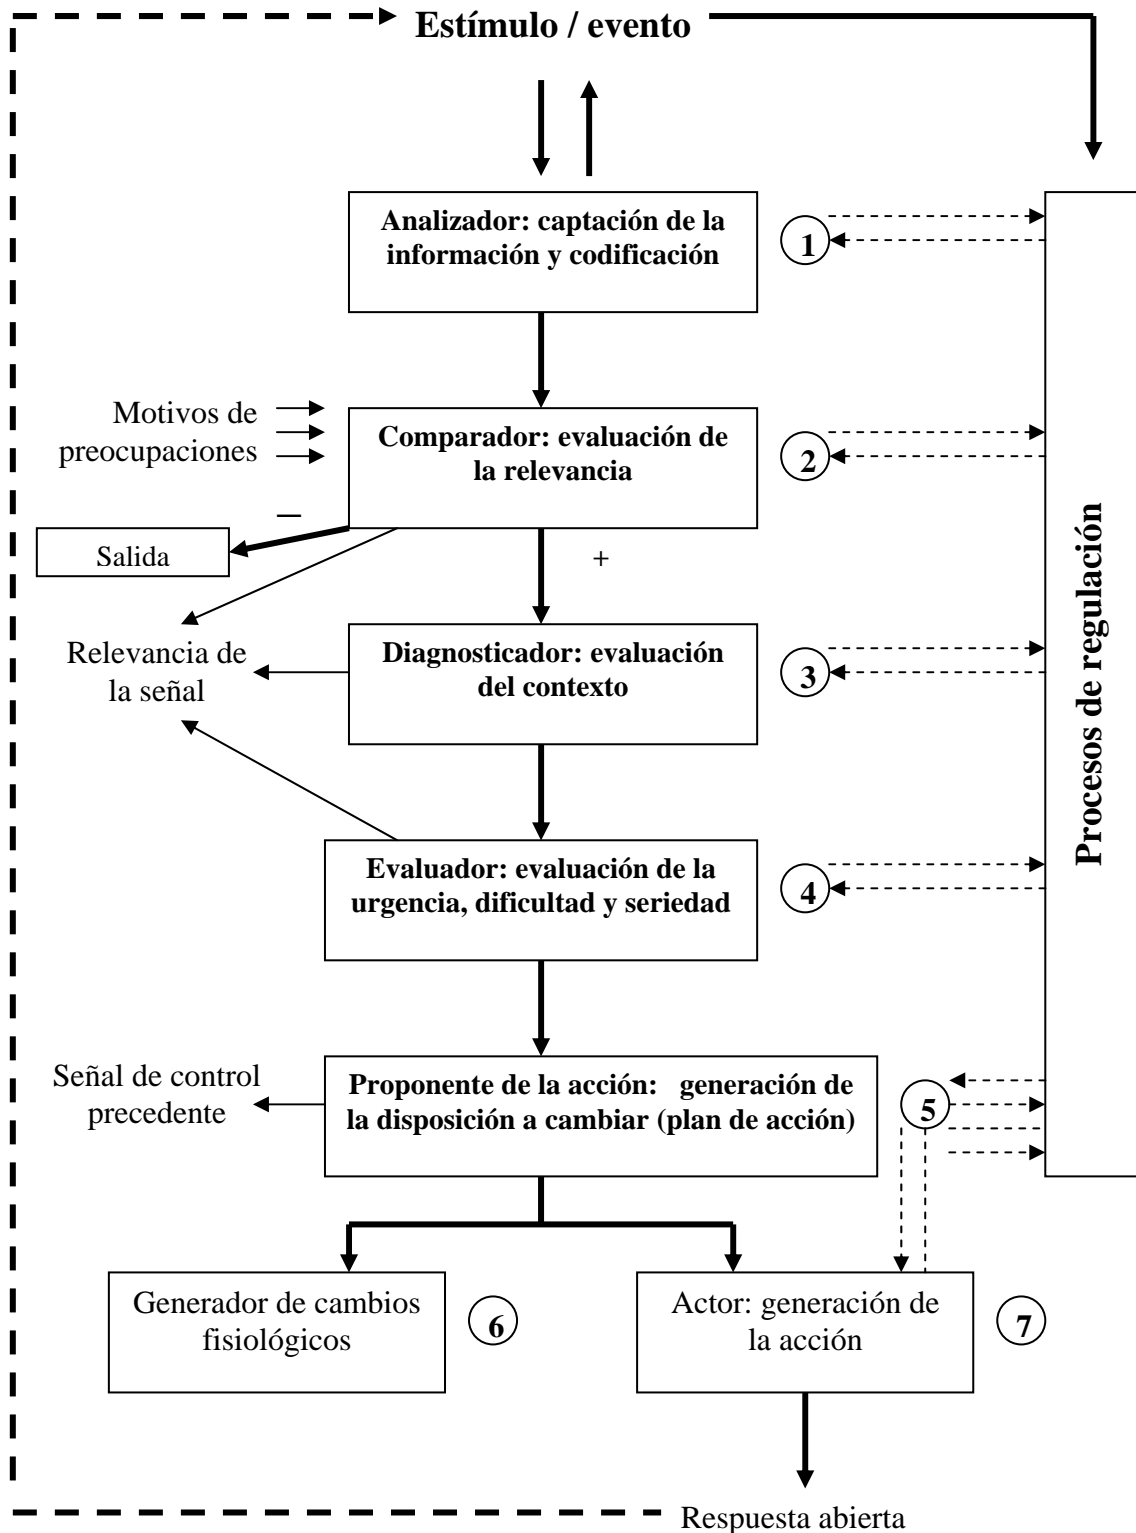 Estímulo / evento
Analizador: captación de la
información y codificación
1
Motivos de
preocupaciones
Comparador: evaluación de
la relevancia
2
–
Salida
+
Relevancia de
la señal
Diagnosticador: evaluación
del contexto
3
Procesos de regulación
Evaluador: evaluación de la
urgencia, dificultad y seriedad
4
Señal de control
precedente
Proponente de la acción: generación de
la disposición a cambiar (plan de acción)
5
Generador de cambios
fisiológicos
6
Actor: generación de
la acción
7
Respuesta abierta